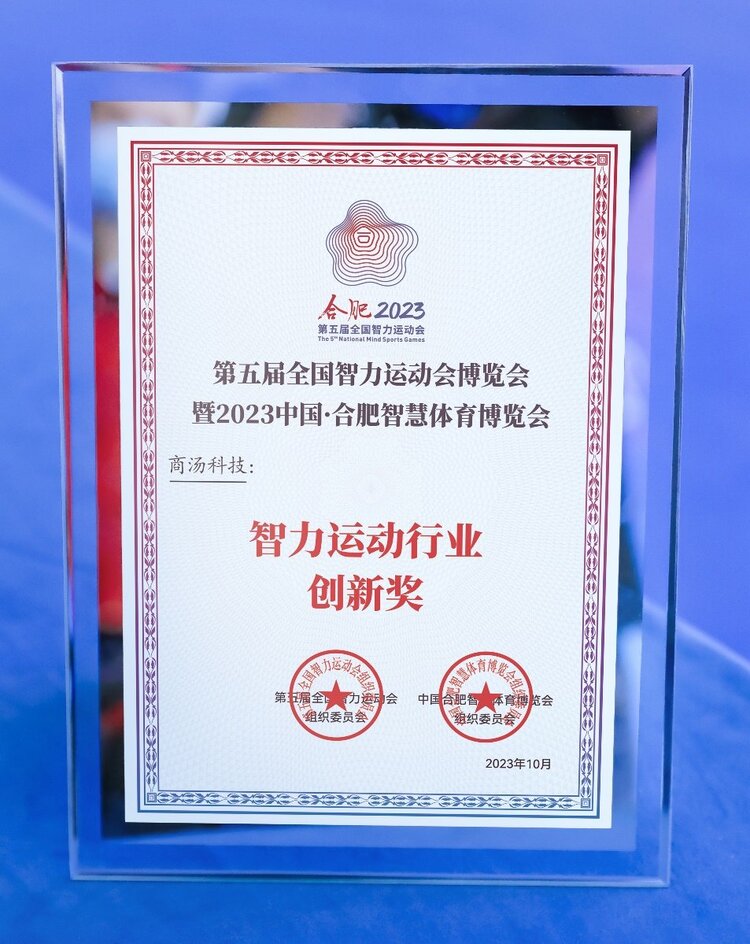 合肥2023
第五届全国智力运动会
The 5th National Mind Sports Games
第五届全国智力运动会博览会
暨2023中国·合肥智慧体育博览会
商汤科技：
智力运动行业
创新奖
第五届全国智力运动会
组织委员会
中国合肥智慧体育博览会
组织委员会
2023年10月